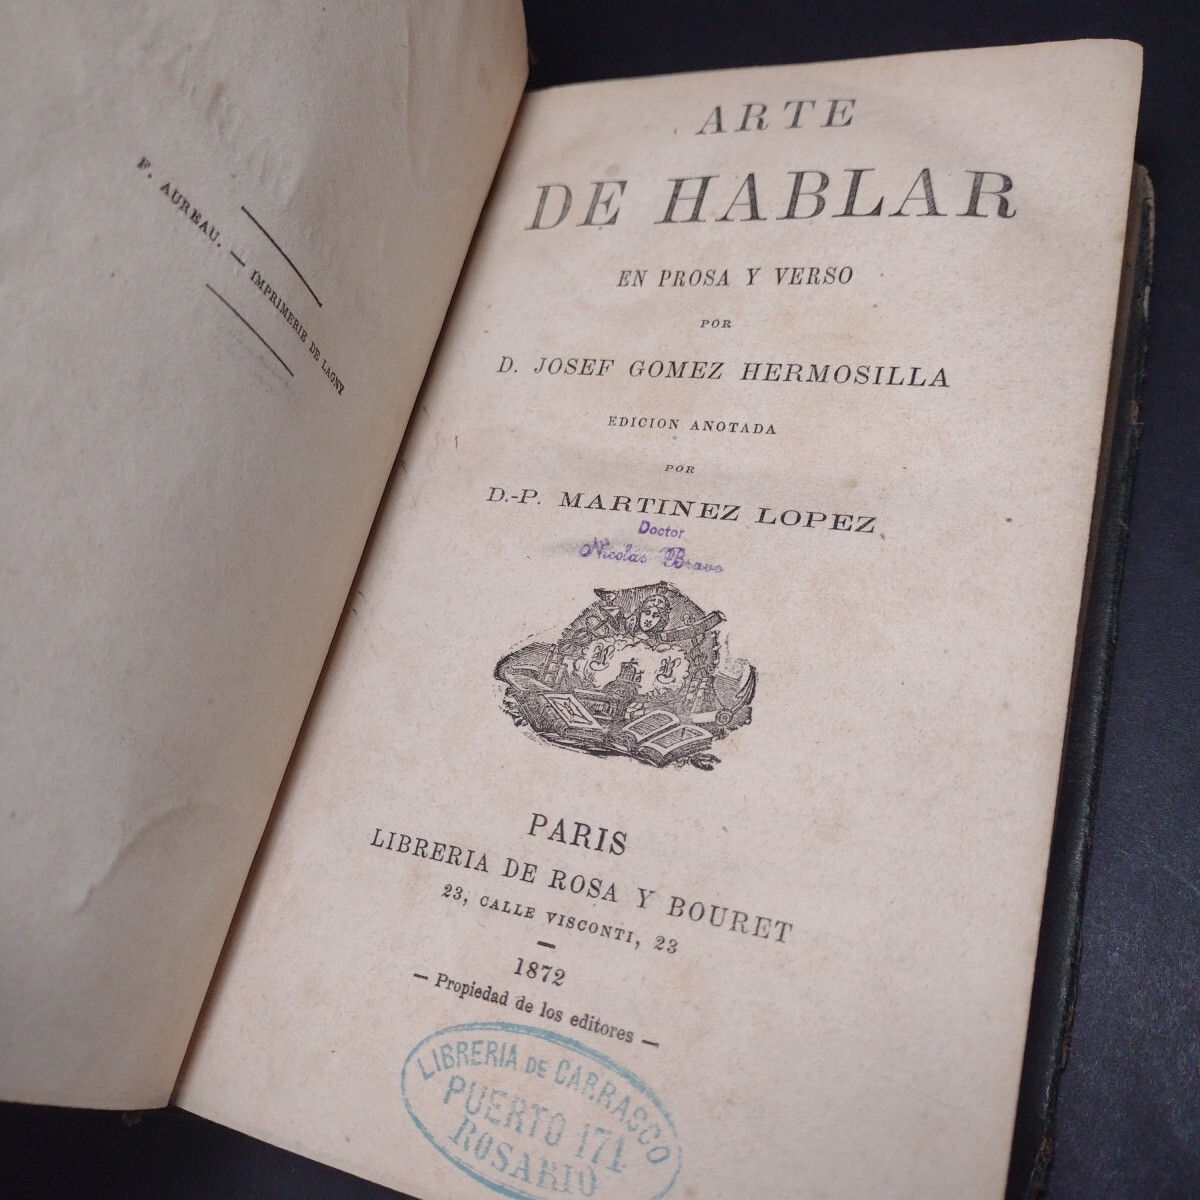 F. AUREAU. — IMPRIMERIE DE LAGNY
ARTE
DE HABLAR
EN PROSA Y VERSO
POR
D. JOSEF GOMEZ HERMOSILLA
EDICION ANOTADA
POR
D.-P. MARTINEZ LOPEZ
Doctor
Nicolás Bravo
PARIS
LIBRERIA DE ROSA Y BOURET
23, CALLE VISCONTI, 23
—
1872
— Propiedad de los editores —
LIBRERIA DE CARRASCO
PUERTO 171
ROSARIO